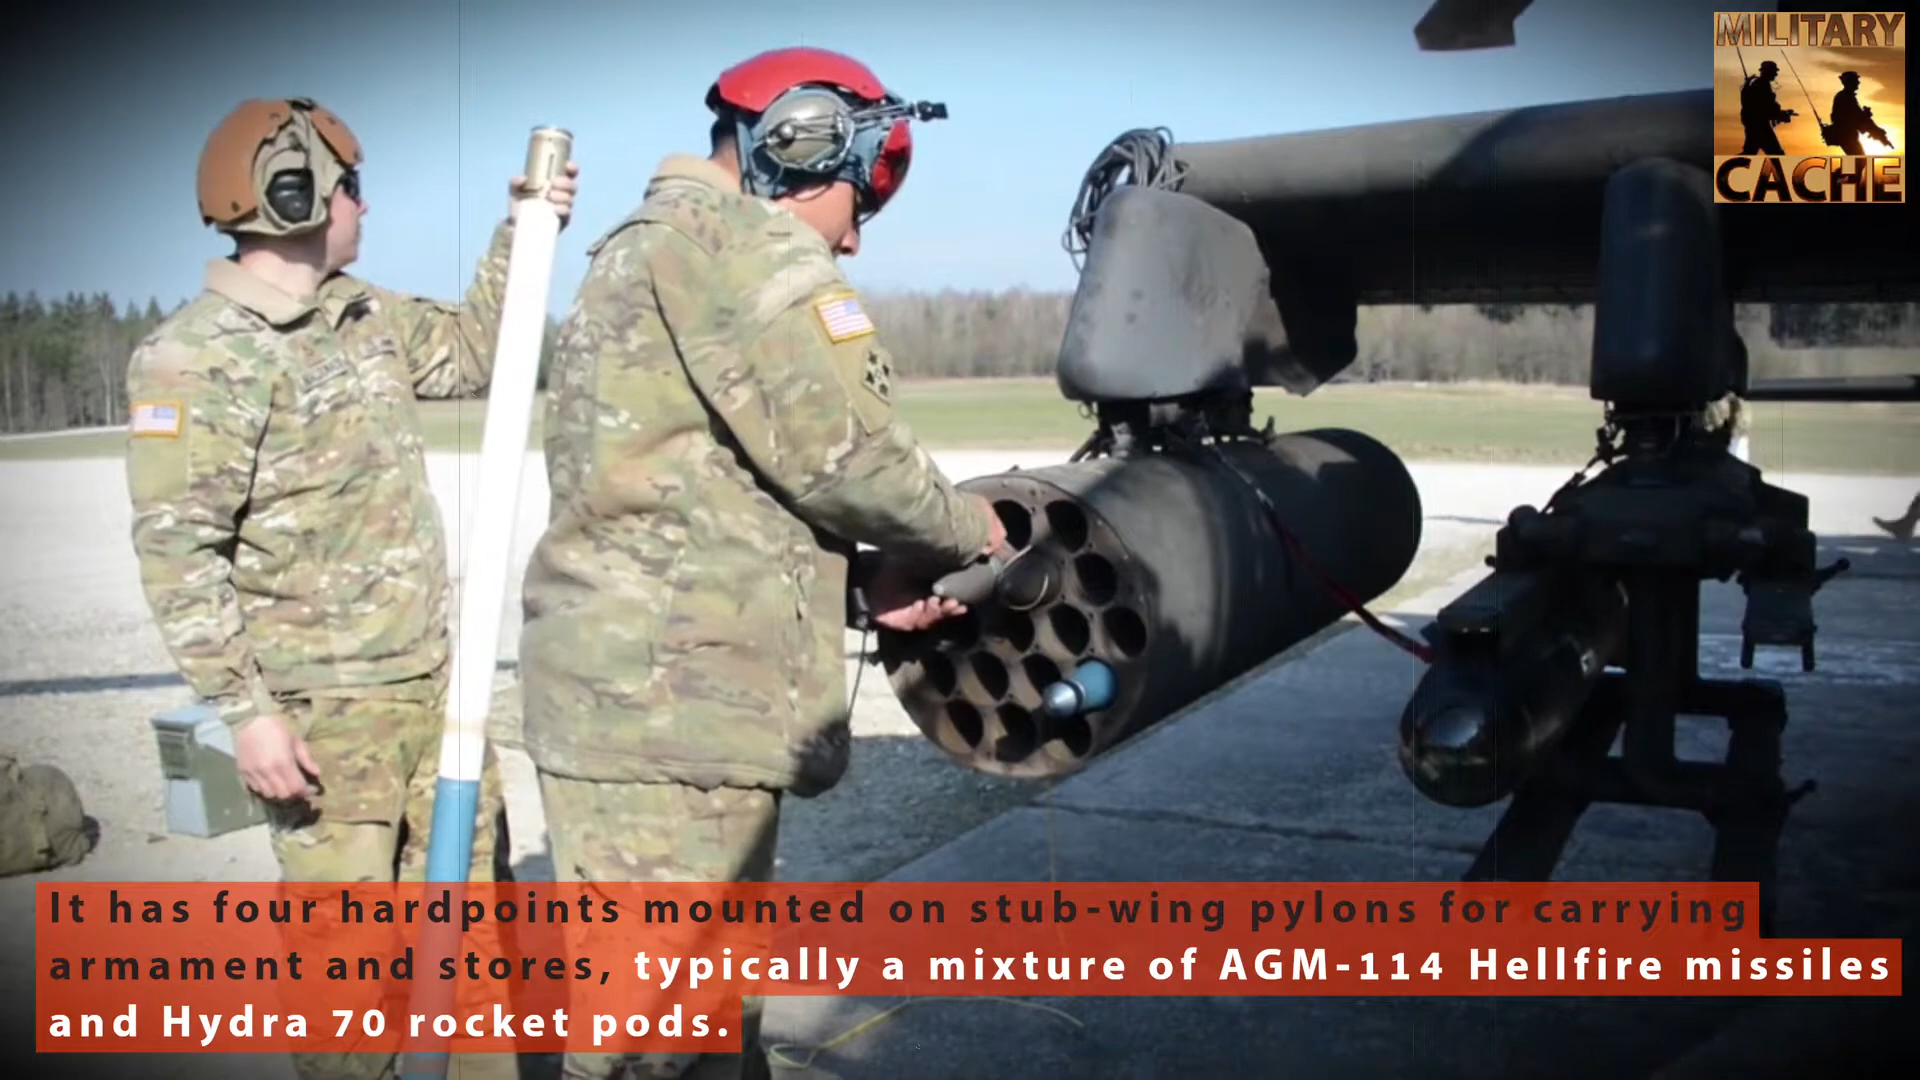 MILITARY
CACHE
It has four hardpoints mounted on stub-wing pylons for carrying
armament and stores, typically a mixture of AGM-114 Hellfire missiles
and Hydra 70 rocket pods.